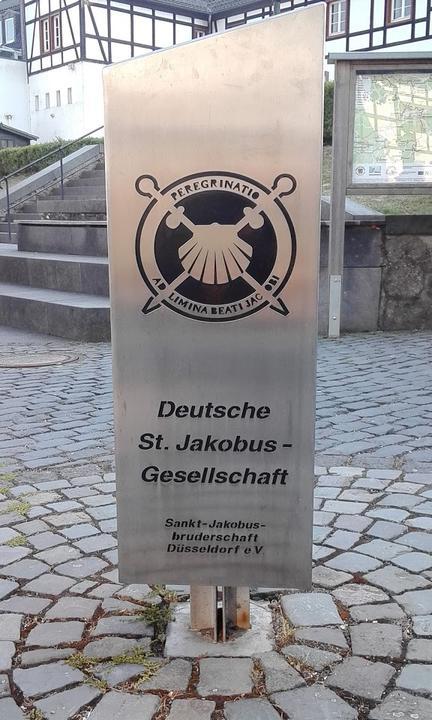 PEREGRINATIO
AD LIMINA BEATI JACOBI
Deutsche
St. Jakobus -
Gesellschaft
Sankt-Jakobus-
bruderschaft
Düsseldorf e V